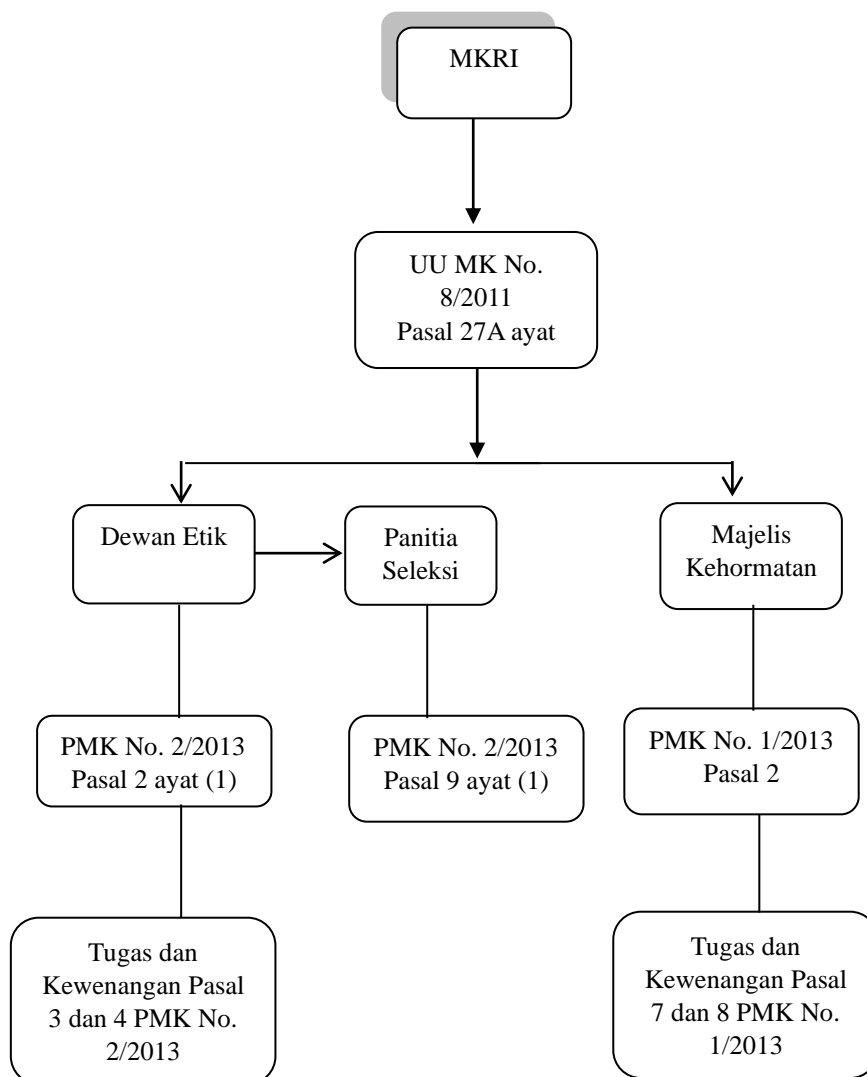 MKRI
UU MK No.
8/2011
Pasal 27A ayat
Dewan Etik
Panitia
Seleksi
Majelis
Kehormatan
PMK No. 2/2013
Pasal 2 ayat (1)
PMK No. 2/2013
Pasal 9 ayat (1)
PMK No. 1/2013
Pasal 2
Tugas dan
Kewenangan Pasal
3 dan 4 PMK No.
2/2013
Tugas dan
Kewenangan Pasal
7 dan 8 PMK No.
1/2013